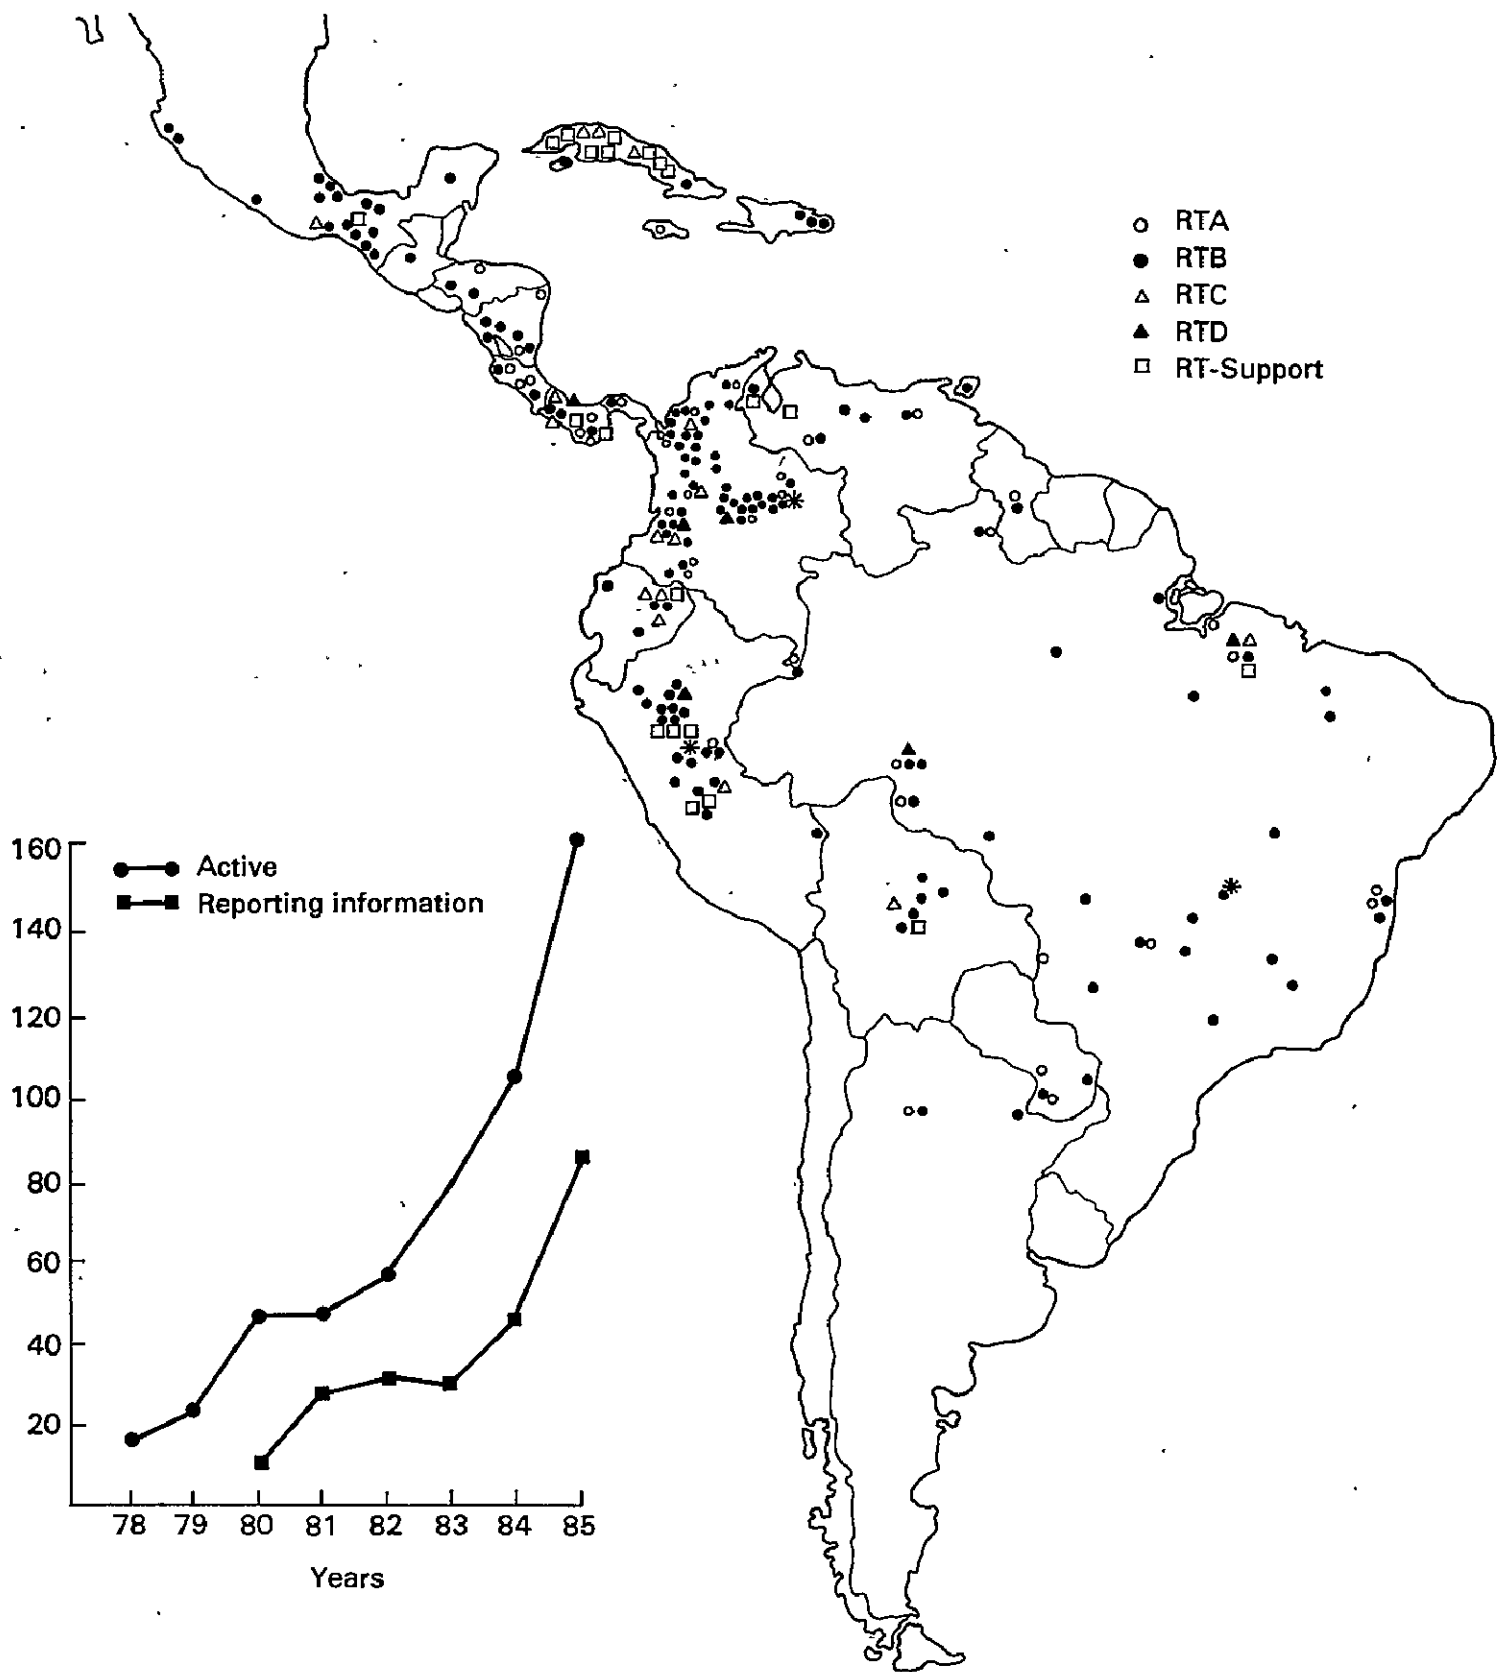 RTA
RTB
RTC
RTD
RT-Support
Active
Reporting information
160
140
120
100
80
60
40
20
78 79 80 81 82 83 84 85
Years